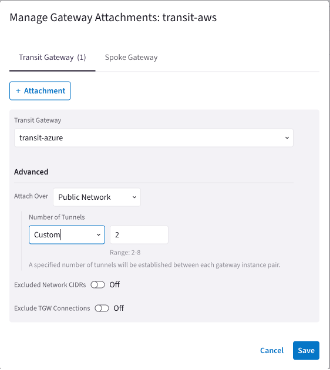 Manage Gateway Attachments: transit-aws
Transit Gateway (1) Spoke Gateway
+ Attachment
Transit Gateway
transit-azure
Advanced
Attach Over Public Network
Number of Tunnels
Custom 2
Range: 2-8
A specified number of tunnels will be established between each gateway instance pair.
Excluded Network CIDRs Off
Exclude TGW Connections Off
Cancel Save